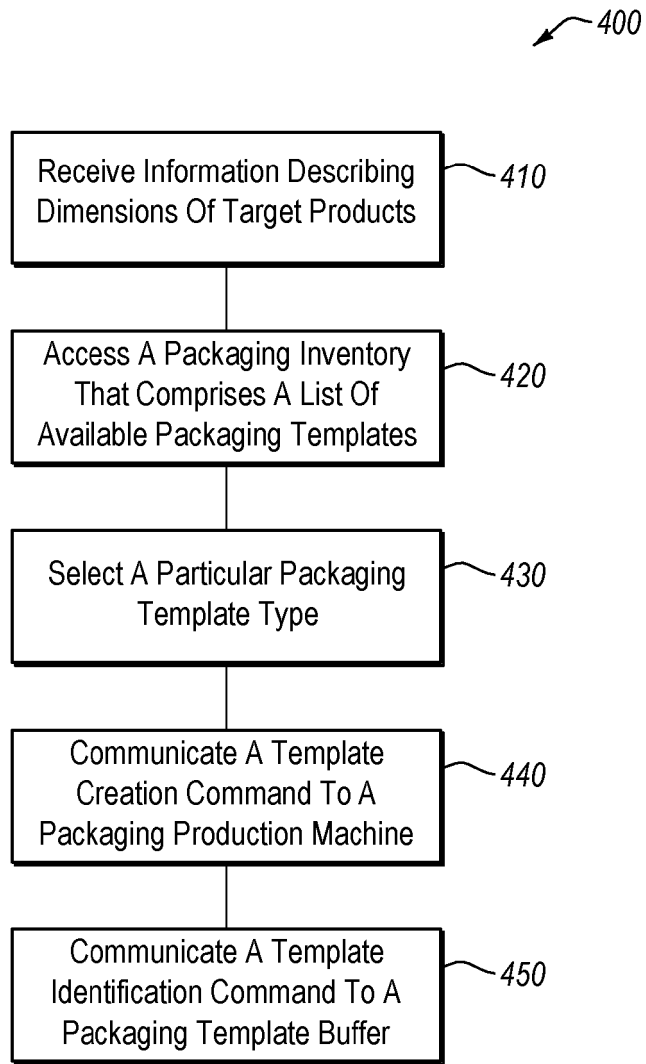 400
Receive Information Describing
Dimensions Of Target Products
410
Access A Packaging Inventory
That Comprises A List Of
Available Packaging Templates
420
Select A Particular Packaging
Template Type
430
Communicate A Template
Creation Command To A
Packaging Production Machine
440
Communicate A Template
Identification Command To A
Packaging Template Buffer
450